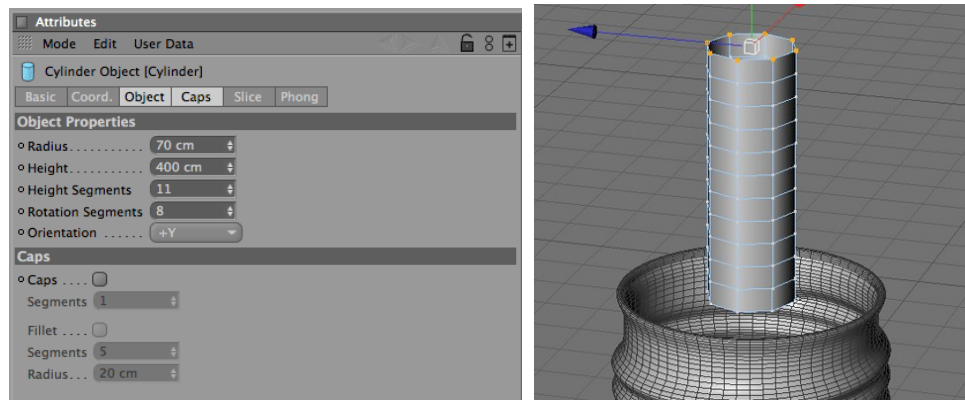 Attributes
Mode Edit User Data
Cylinder Object [Cylinder]
Basic Coord. Object Caps Slice Phong
Object Properties
Radius.......... 70 cm
Height........... 400 cm
Height Segments 11
Rotation Segments 8
Orientation ...... +Y
Caps
Caps ....
Segments 1
Fillet ....
Segments 5
Radius... 20 cm